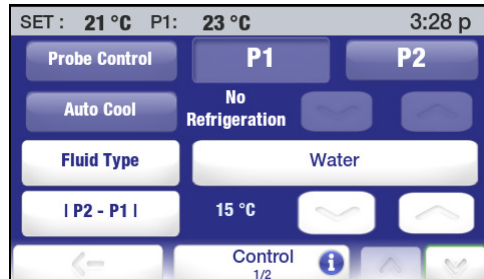 SET : 21 °C P1: 23 °C 3:28 p
Probe Control P1 P2
Auto Cool No Refrigeration
Fluid Type Water
| P2 - P1 | 15 °C
Control
1/2